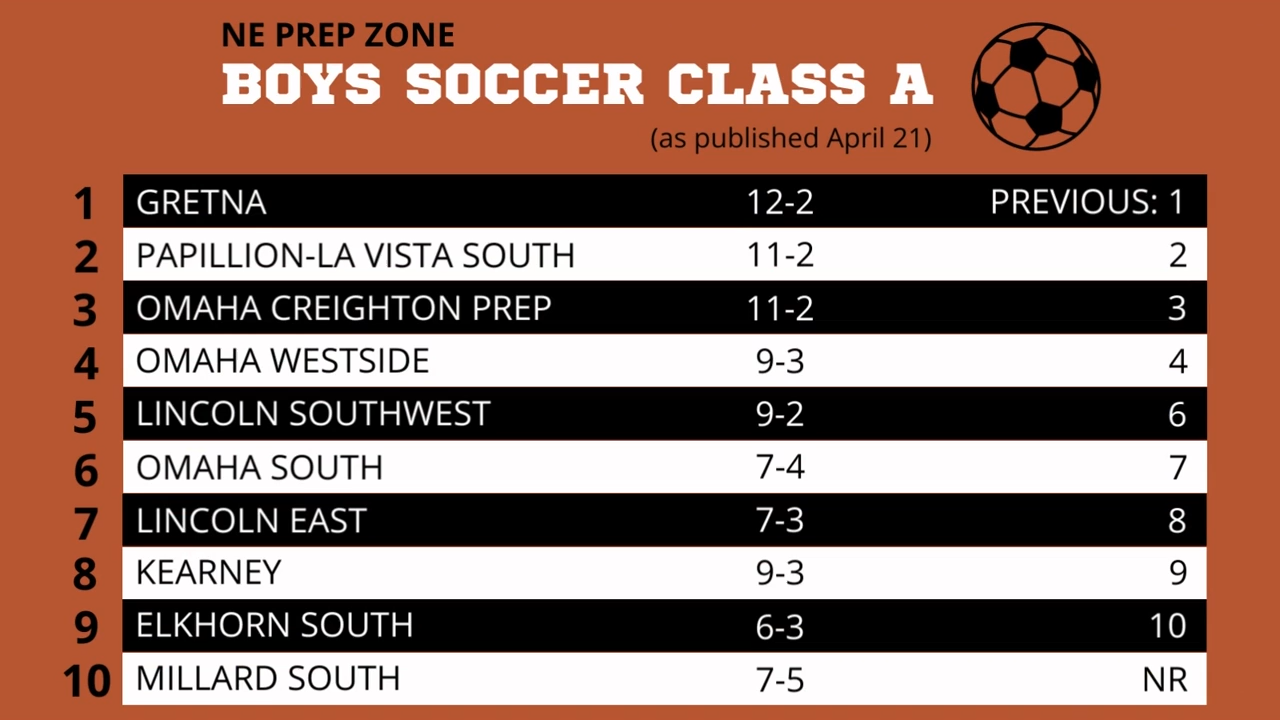 NE PREP ZONE
BOYS SOCCER CLASS A
(as published April 21)
1 GRETNA 12-2 PREVIOUS: 1
2 PAPILLION-LA VISTA SOUTH 11-2 2
3 OMAHA CREIGHTON PREP 11-2 3
4 OMAHA WESTSIDE 9-3 4
5 LINCOLN SOUTHWEST 9-2 6
6 OMAHA SOUTH 7-4 7
7 LINCOLN EAST 7-3 8
8 KEARNEY 9-3 9
9 ELKHORN SOUTH 6-3 10
10 MILLARD SOUTH 7-5 NR